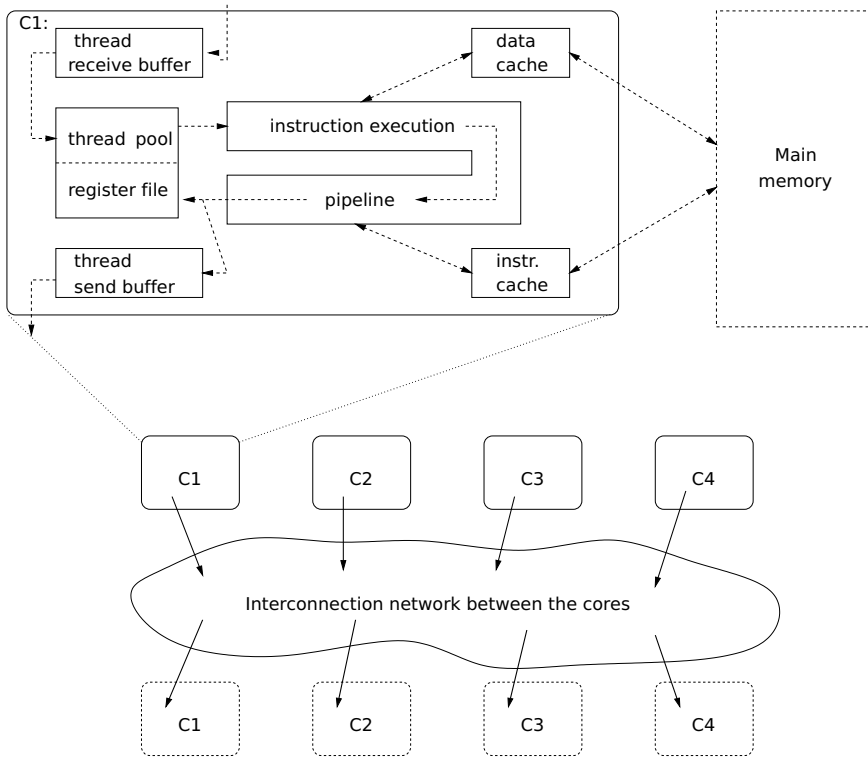 C1:
thread
receive buffer
data
cache
thread pool
instruction execution
Main
memory
register file
pipeline
thread
send buffer
instr.
cache
C1
C2
C3
C4
Interconnection network between the cores
C1
C2
C3
C4